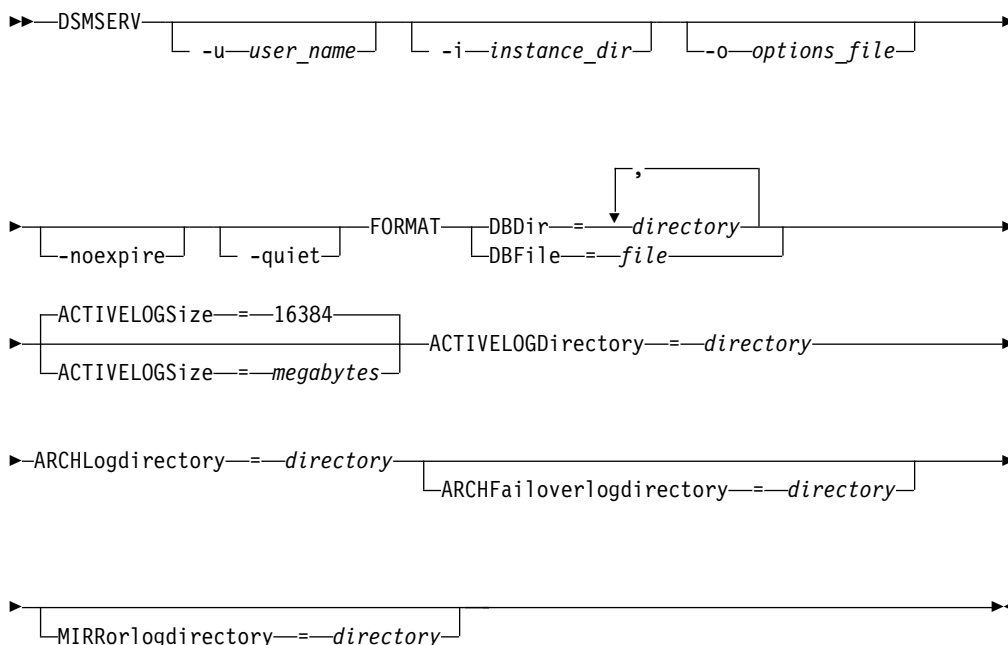 DSMSERV
-u user_name -i instance_dir -o options_file
,
FORMAT DBDir = directory
-noexpire -quiet DBFile = file
ACTIVELOGSize = 16384
ACTIVELOGDirectory = directory
ACTIVELOGSize = megabytes
ARCHLogdirectory = directory
ARCHFailoverlogdirectory = directory
MIRRorlogdirectory = directory